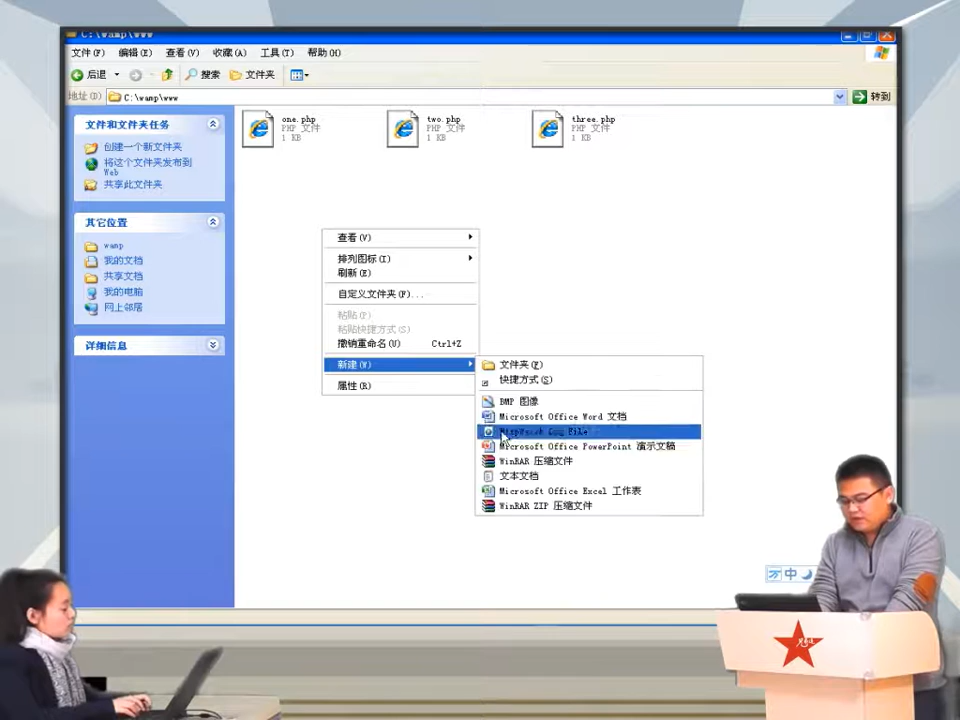 C:\wamp\www
文件(F) 编辑(E) 查看(V) 收藏(A) 工具(T) 帮助(H)
后退 搜索 文件夹
地址(D) C:\wamp\www 转到
文件和文件夹任务
创建一个新文件夹
将这个文件夹发布到
Web
共享此文件夹
其它位置
wamp
我的文档
共享文档
我的电脑
网上邻居
详细信息
one.php
PHP 文件
1 KB
two.php
PHP 文件
1 KB
three.php
PHP 文件
1 KB
查看(V)
排列图标(I)
刷新(E)
自定义文件夹(F)...
粘贴(P)
粘贴快捷方式(S)
撤销重命名(U) Ctrl+Z
新建(W)
属性(R)
文件夹(F)
快捷方式(S)
BMP 图像
Microsoft Office Word 文档
Microsoft Office PowerPoint 演示文稿
WinRAR 压缩文件
文本文档
Microsoft Office Excel 工作表
WinRAR ZIP 压缩文件
中